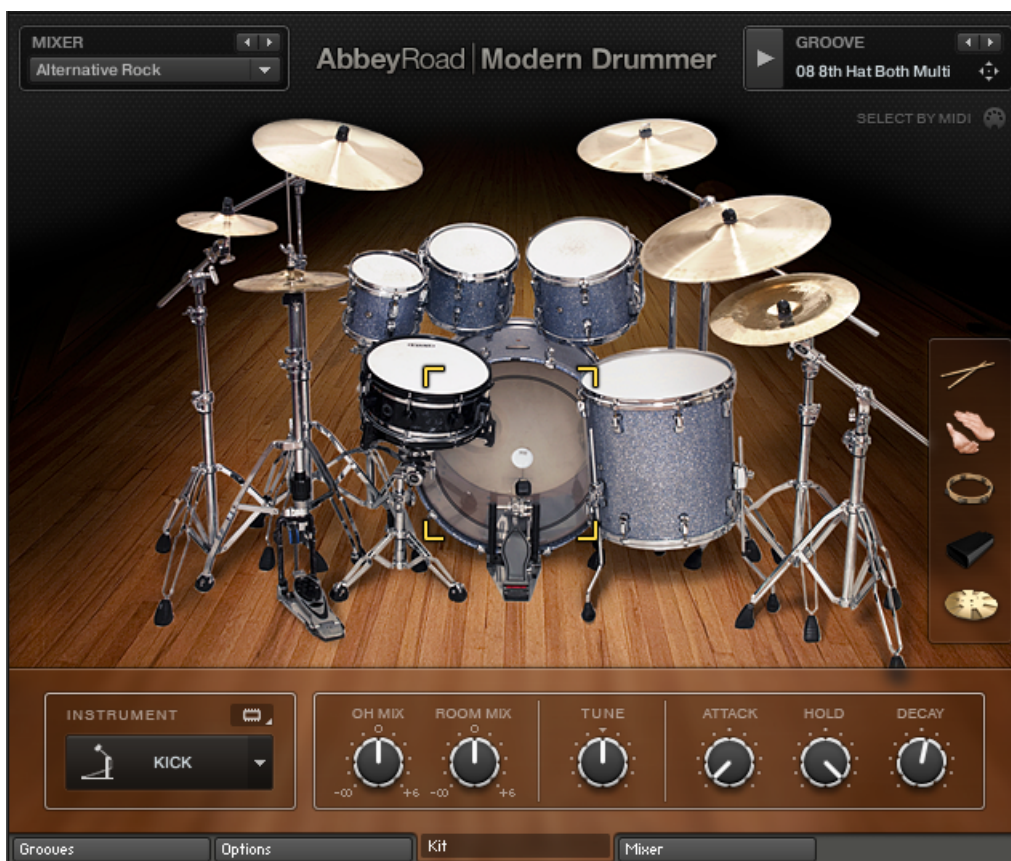 MIXER
Alternative Rock
AbbeyRoad | Modern Drummer
GROOVE
08 8th Hat Both Multi
SELECT BY MIDI
INSTRUMENT
KICK
OH MIX
ROOM MIX
TUNE
ATTACK
HOLD
DECAY
-∞ +6
-∞ +6
Grooves
Options
Kit
Mixer